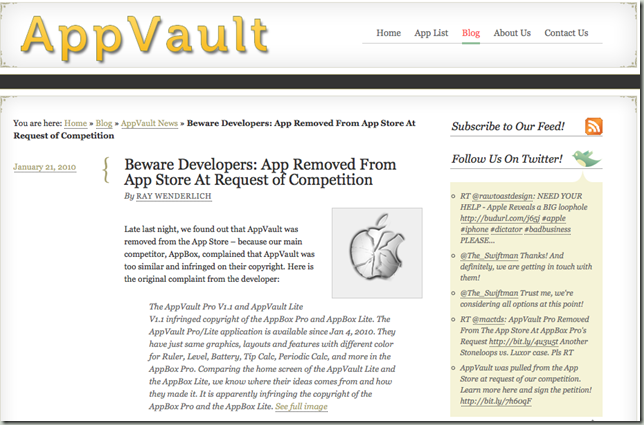 AppVault
Home App List Blog About Us Contact Us
You are here: Home » Blog » AppVault News » Beware Developers: App Removed From App Store At
Request of Competition
January 21, 2010
{
Beware Developers: App Removed From
App Store At Request of Competition
By RAY WENDERLICH
Late last night, we found out that AppVault was
removed from the App Store – because our main
competitor, AppBox, complained that AppVault was
too similar and infringed on their copyright. Here is
the original complaint from the developer:
The AppVault Pro V1.1 and AppVault Lite
V1.1 infringed copyright of the AppBox Pro and AppBox Lite. The
AppVault Pro/Lite application is available since Jan 4, 2010. They
have just same graphics, layouts and features with different color
for Ruler, Level, Battery, Tip Calc, Periodic Calc, and more in the
AppBox Pro. Comparing the home screen of the AppVault Lite and
the AppBox Lite, we know where their ideas comes from and how
they made it. It is apparently infringing the copyright of the
AppBox Pro and the AppBox Lite. See full image
Subscribe to Our Feed!
Follow Us On Twitter!
RT @rawtoastdesign: NEED YOUR
HELP - Apple Reveals a BIG loophole
http://budurl.com/j65j #apple
#iphone #dictator #badbusiness
PLEASE...
@The_Swiftman Thanks! And
definitely, we are getting in touch with
them!
@The_Swiftman Trust me, we're
considering all options at this point!
RT @mactds: AppVault Pro Removed
From The App Store At AppBox Pro's
Request http://bit.ly/4u3u5t Another
Stoneloops vs. Luxor case. Pls RT
AppVault was pulled from the App
Store at request of our competition.
Learn more here and sign the petition!
http://bit.ly/7h6oqF